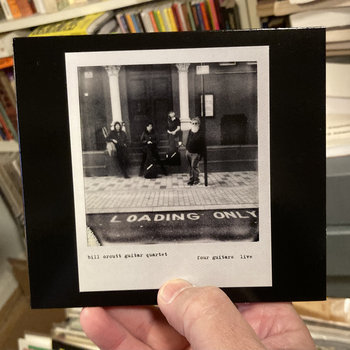 LOADING ONLY
bill orcutt guitar quartet
four guitars live